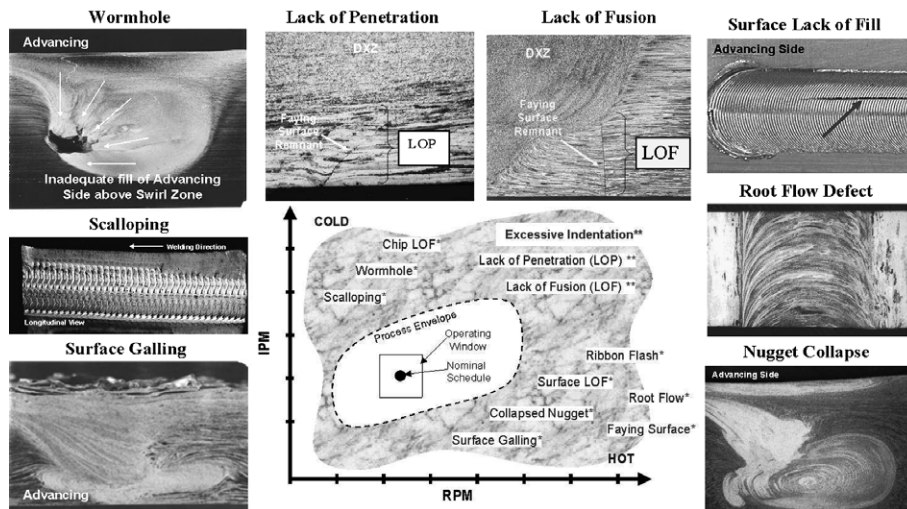 Wormhole
Advancing
Inadequate fill of Advancing
Side above Swirl Zone
Lack of Penetration
DXZ
Faying
Surface
Remnant
LOP
Lack of Fusion
DXZ
Faying
Surface
Remnant
LOF
Surface Lack of Fill
Advancing Side
Scalloping
Welding Direction
Longitudinal View
Surface Galling
Advancing
Root Flow Defect
Nugget Collapse
Advancing Side
IPM
COLD
Chip LOF*
Wormhole*
Scalloping*
Excessive Indentation**
Lack of Penetration (LOP) **
Lack of Fusion (LOF) **
Process Envelope
Operating
Window
Nominal
Schedule
Ribbon Flash*
Surface LOF*
Root Flow*
Collapsed Nugget*
Faying Surface*
Surface Galling*
HOT
RPM